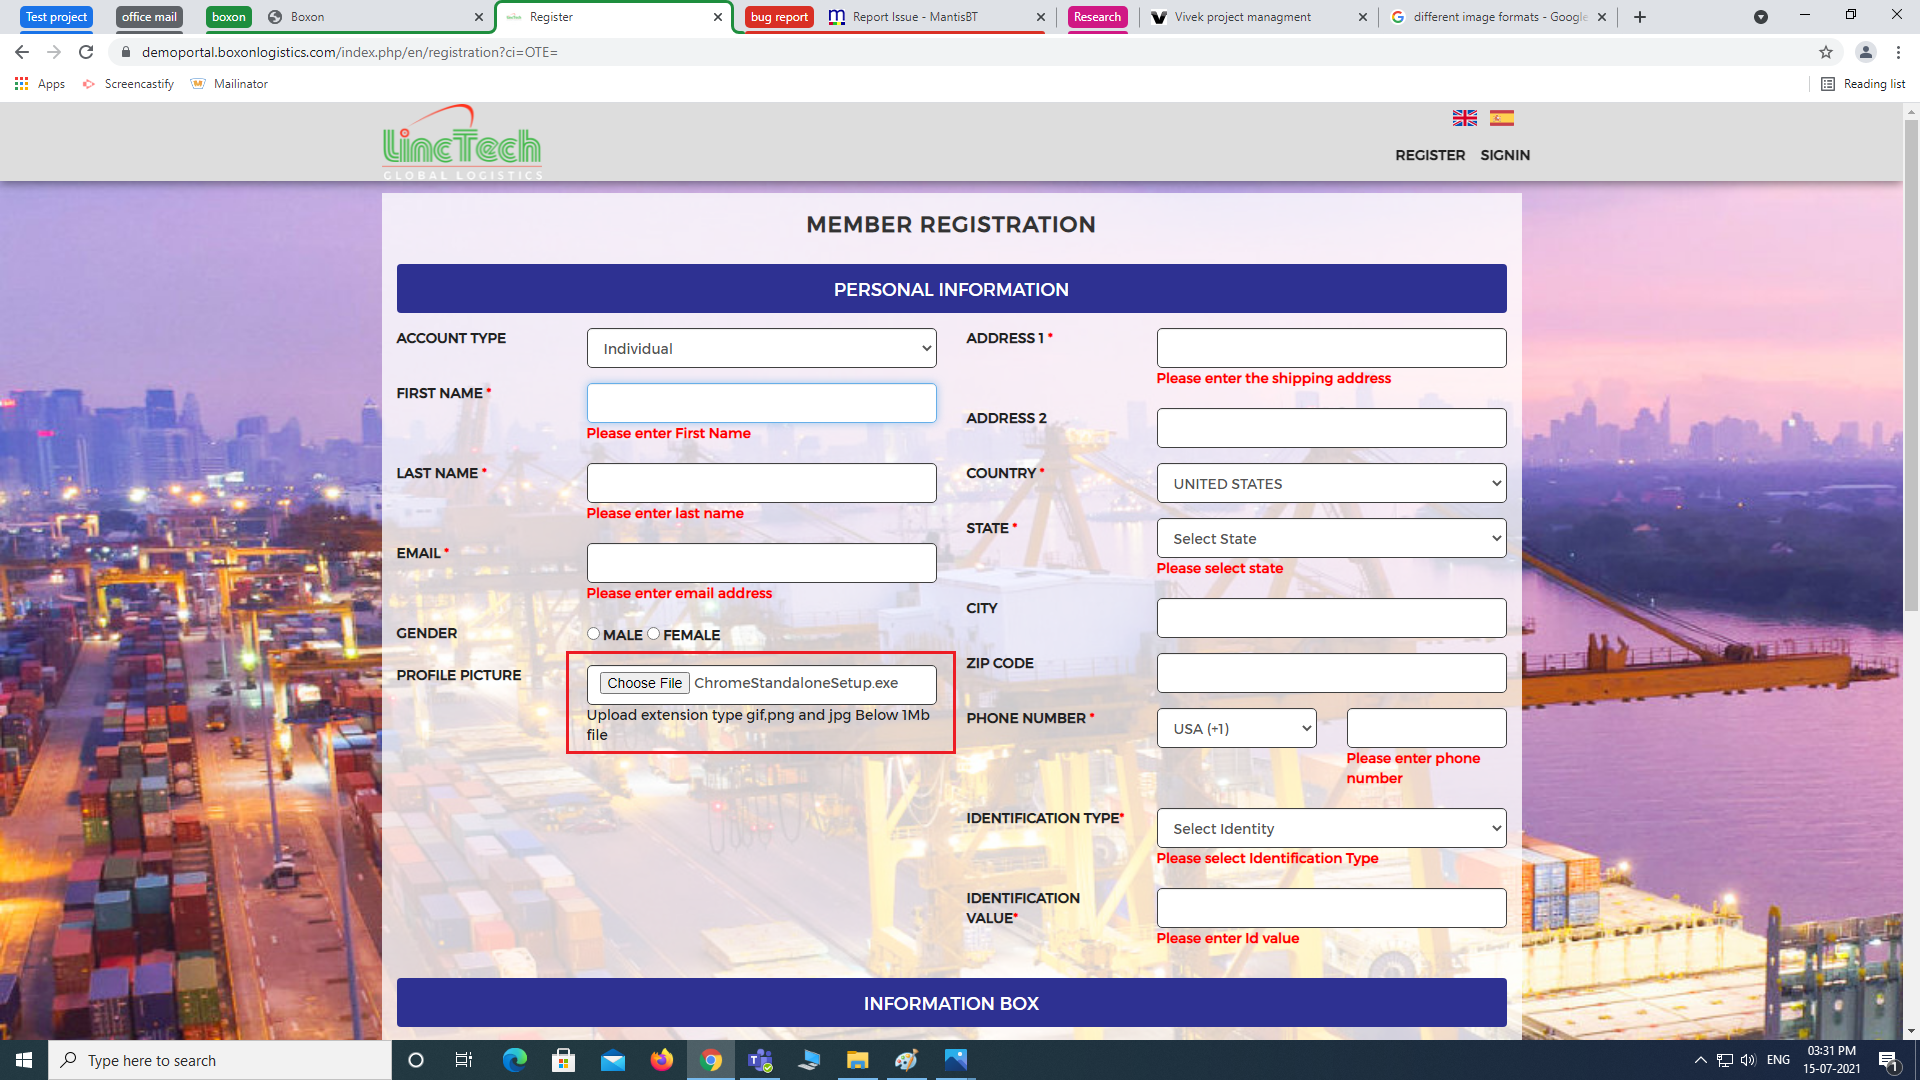 Test project
office mail
boxon
Boxon
Register
bug report
Report Issue - MantisBT
Research
Vivek project managment
different image formats - Google
demoportal.boxonlogistics.com/index.php/en/registration?ci=OTE=
Apps
Screencastify
Mailinator
Reading list
LincTech
GLOBAL LOGISTICS
REGISTER SIGNIN
MEMBER REGISTRATION
PERSONAL INFORMATION
ACCOUNT TYPE
Individual
FIRST NAME *
Please enter First Name
LAST NAME *
Please enter last name
EMAIL *
Please enter email address
GENDER
MALE FEMALE
PROFILE PICTURE
Choose File ChromeStandaloneSetup.exe
Upload extension type gif,png and jpg Below 1Mb
file
ADDRESS 1 *
Please enter the shipping address
ADDRESS 2
COUNTRY *
UNITED STATES
STATE *
Select State
Please select state
CITY
ZIP CODE
PHONE NUMBER *
USA (+1)
Please enter phone
number
IDENTIFICATION TYPE*
Select Identity
Please select Identification Type
IDENTIFICATION
VALUE*
Please enter Id value
INFORMATION BOX
Type here to search
ENG
03:31 PM
15-07-2021
1